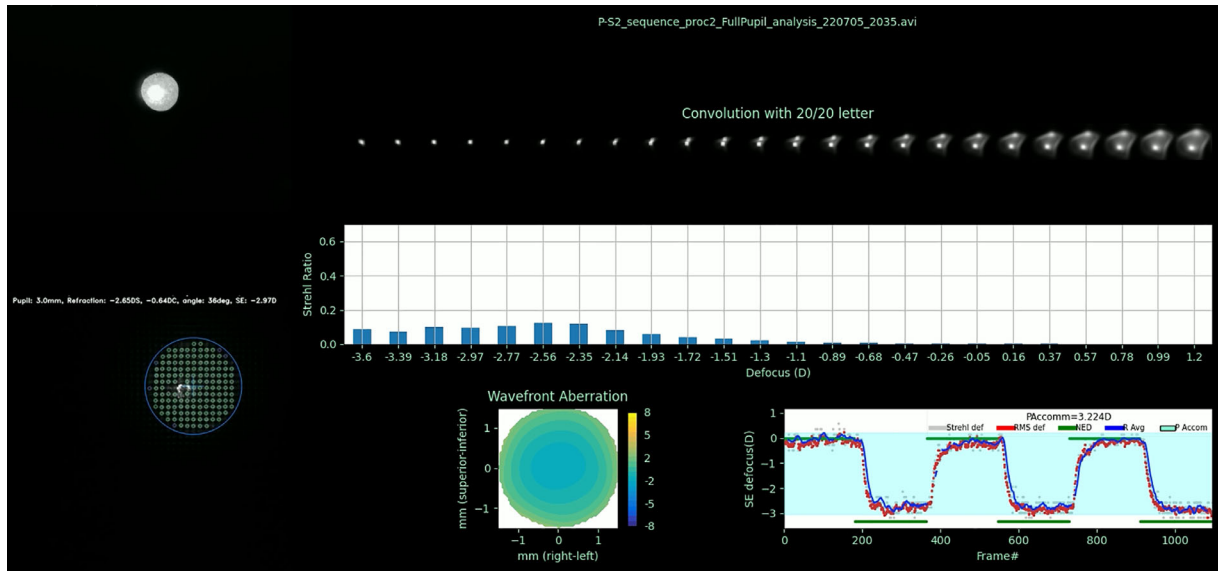 P-S2_sequence_proc2_FullPupil_analysis_220705_2035.avi
Convolution with 20/20 letter
Strehl Ratio
0.6
0.4
0.2
0.0
-3.6 -3.39 -3.18 -2.97 -2.77 -2.56 -2.35 -2.14 -1.93 -1.72 -1.51 -1.3 -1.1 -0.89 -0.68 -0.47 -0.26 -0.05 0.16 0.37 0.57 0.78 0.99 1.2
Defocus (D)
Pupil: 3.0mm, Refraction: -2.65DS, -0.64DC, angle: 36deg, SE: -2.97D
Wavefront Aberration
mm (superior-inferior)
1
0
-1
-1 0 1
mm (right-left)
8
5
2
-2
-5
-8
PAccomm=3.224D
Strehl def RMS def NED R Avg P Accom
SE defocus(D)
1
0
-1
-2
-3
0 200 400 600 800 1000
Frame#